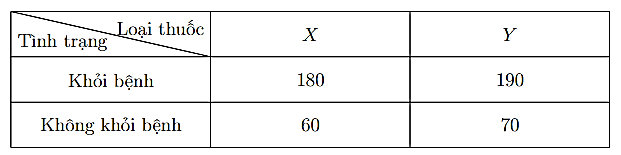 Loại thuốc
Tình trạng
X
Y
Khỏi bệnh
180
190
Không khỏi bệnh
60
70